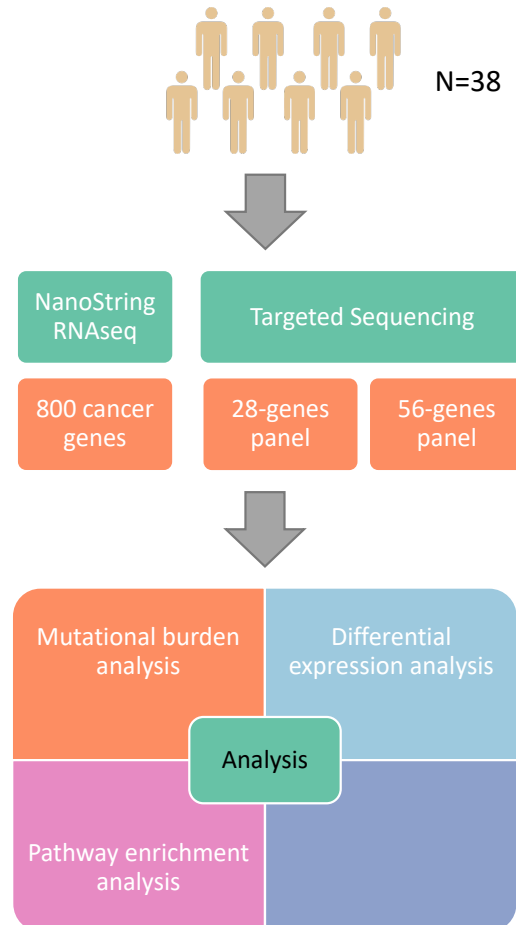 N=38
NanoString
RNAseq
Targeted Sequencing
800 cancer
genes
28-genes
panel
56-genes
panel
Mutational burden
analysis
Differential
expression analysis
Analysis
Pathway enrichment
analysis